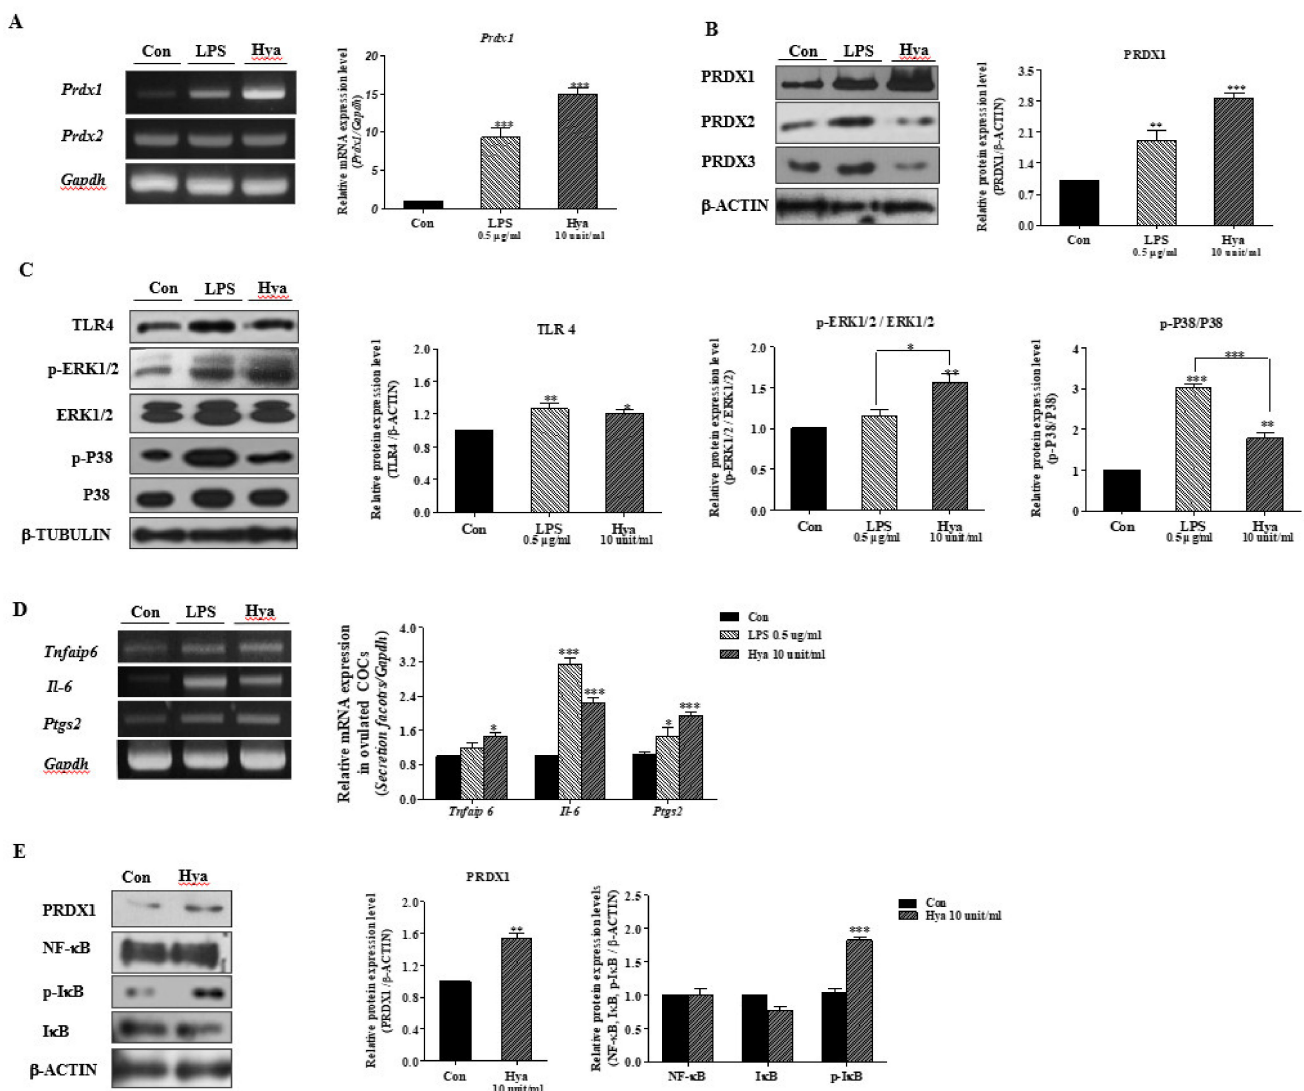 A
Con LPS Hya
Prdx1
Prdx2
Gapdh
Prdx1
Relative mRNA expression level
(Prdx1/Gapdh)
20
15
10
5
0
***
***
Con LPS Hya
0.5 µg/ml 10 unit/ml
B
Con LPS Hya
PRDX1
PRDX2
PRDX3
β-ACTIN
PRDX1
Relative protein expression level
(PRDX1/β-ACTIN)
3.5
2.8
2.1
1.4
0.7
0.0
**
***
Con LPS Hya
0.5 µg/ml 10 unit/ml
C
Con LPS Hya
TLR4
p-ERK1/2
ERK1/2
p-P38
P38
β-TUBULIN
TLR 4
Relative protein expression level
(TLR4 /β-ACTIN)
2.0
1.6
1.2
0.8
0.4
0.0
**
*
Con LPS Hya
0.5 µg/ml 10 unit/ml
p-ERK1/2 / ERK1/2
Relative protein expression level
(p-ERK1/2 / ERK1/2)
2.0
1.5
1.0
0.5
0.0
*
**
Con LPS Hya
0.5 µg/ml 10 unit/ml
p-P38/P38
Relative protein expression level
(p-P38/P38)
4
3
2
1
0
***
***
**
Con LPS Hya
0.5 µg/ml 10 unit/ml
D
Con LPS Hya
Tnfaip6
Il-6
Ptgs2
Gapdh
Relative mRNA expression
in ovulated COCs
(Secretion facotrs/Gapdh)
4.0
3.2
2.4
1.6
0.8
0.0
*
***
***
*
***
Tnfaip 6 Il-6 Ptgs2
Con
LPS 0.5 ug/ml
Hya 10 unit/ml
E
Con Hya
PRDX1
NF-κB
p-IκB
IκB
β-ACTIN
PRDX1
Relative protein expression level
(PRDX1 /β-ACTIN)
2.0
1.6
1.2
0.8
0.4
0.0
**
Con Hya
10 unit/ml
Relative protein expression levels
(NF-κB, IκB, p-IκB / β-ACTIN)
2.5
2.0
1.5
1.0
0.5
0.0
***
NF-κB IκB p-IκB
Con
Hya 10 unit/ml